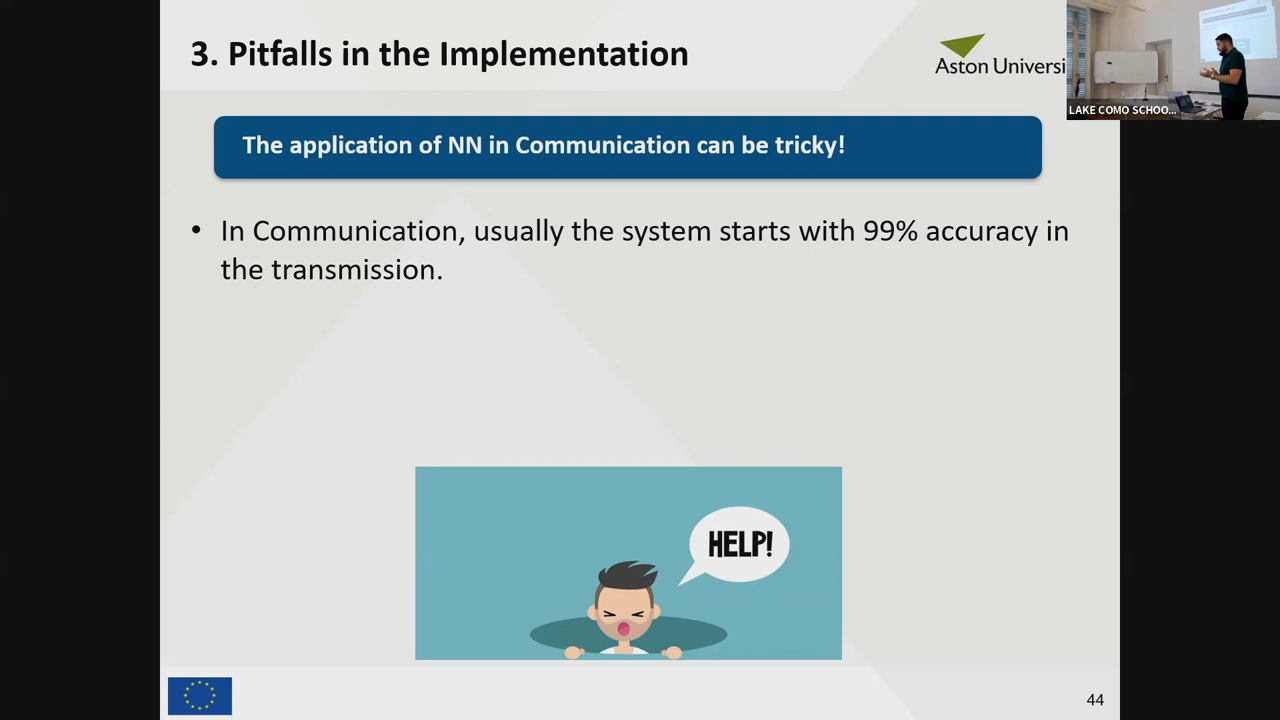 3. Pitfalls in the Implementation
Aston Universi
LAKE COMO SCHOO...
The application of NN in Communication can be tricky!
• In Communication, usually the system starts with 99% accuracy in
the transmission.
HELP!
44